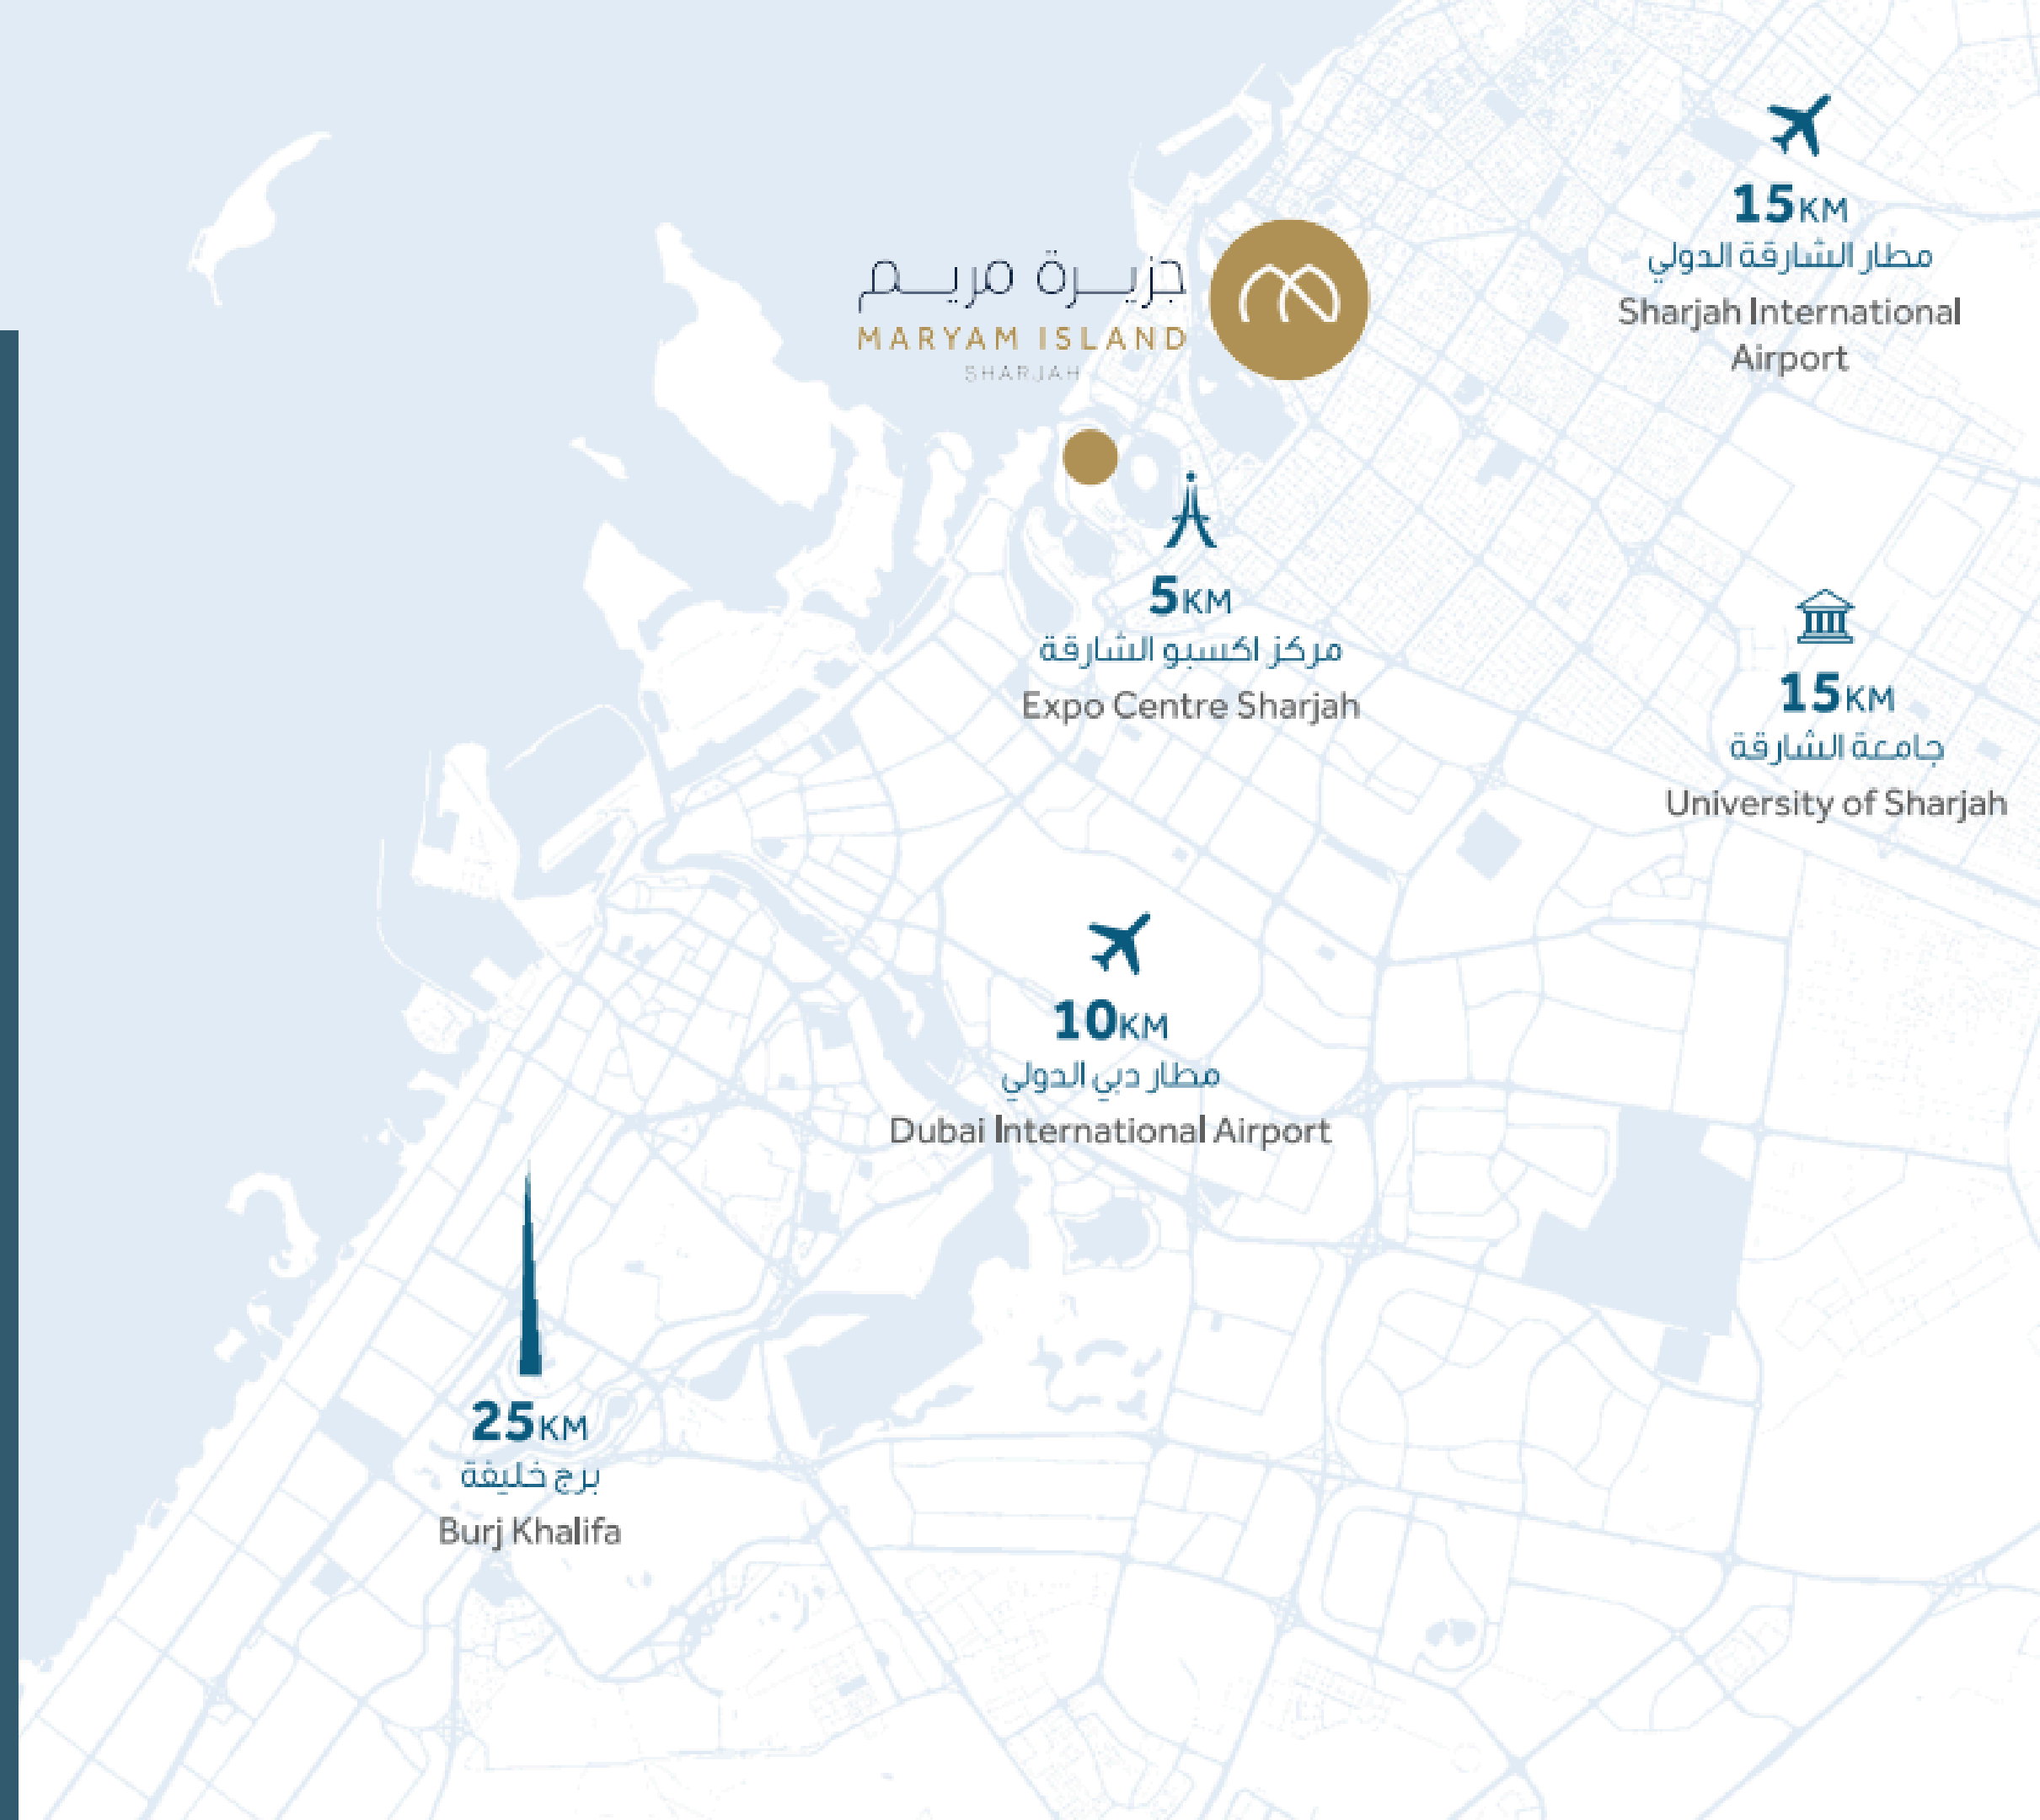 جزيـــرة مريـــم
MARYAM ISLAND
SHARJAH
15KM
مطار الشارقة الدولي
Sharjah International
Airport
5KM
مركز اكسبو الشارقة
Expo Centre Sharjah
15KM
جامعة الشارقة
University of Sharjah
10KM
مطار دبي الدولي
Dubai International Airport
25KM
برج خليفة
Burj Khalifa